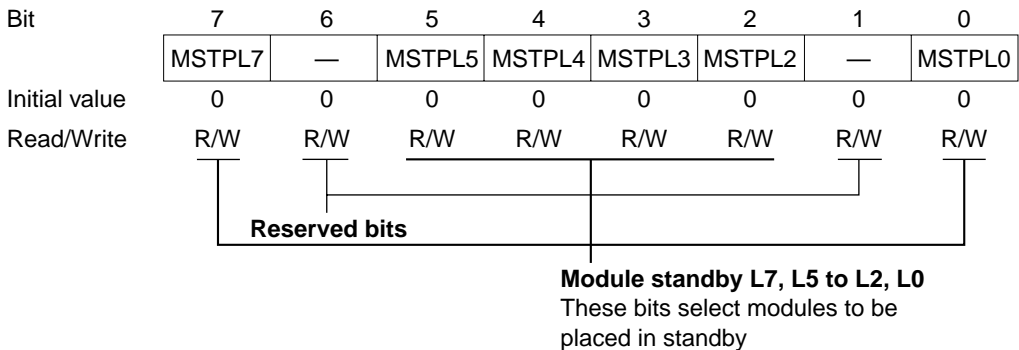 Bit 7 6 5 4 3 2 1 0
MSTPL7 — MSTPL5 MSTPL4 MSTPL3 MSTPL2 — MSTPL0
Initial value 0 0 0 0 0 0 0 0
Read/Write R/W R/W R/W R/W R/W R/W R/W R/W
Reserved bits
Module standby L7, L5 to L2, L0
These bits select modules to be
placed in standby